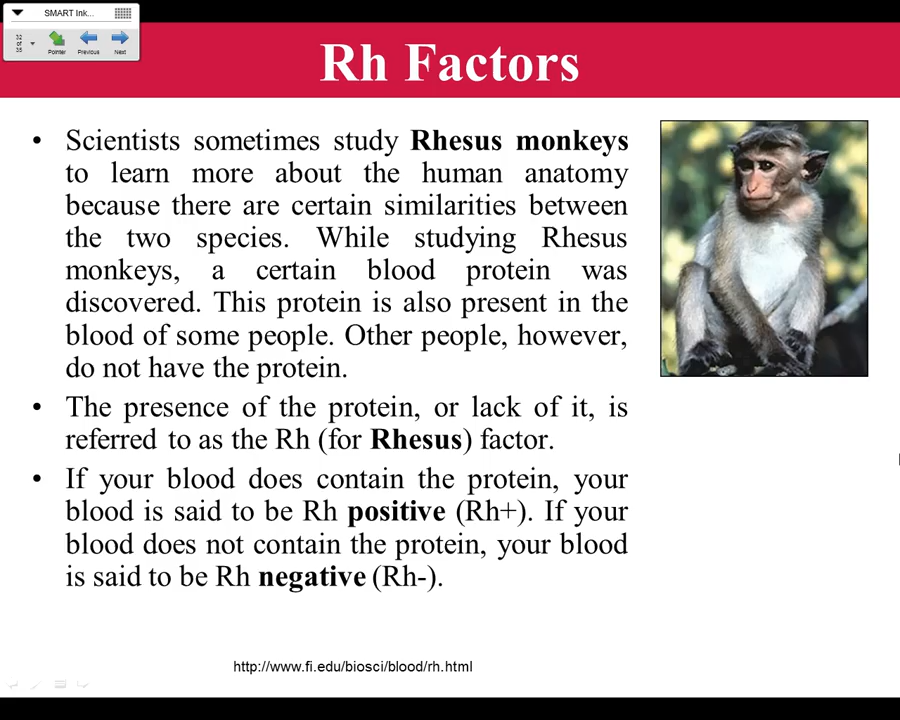 SMART Ink...
32
of
35
Pointer
Previous
Next
Rh Factors
• Scientists sometimes study Rhesus monkeys
to learn more about the human anatomy
because there are certain similarities between
the two species. While studying Rhesus
monkeys, a certain blood protein was
discovered. This protein is also present in the
blood of some people. Other people, however,
do not have the protein.
• The presence of the protein, or lack of it, is
referred to as the Rh (for Rhesus) factor.
• If your blood does contain the protein, your
blood is said to be Rh positive (Rh+). If your
blood does not contain the protein, your blood
is said to be Rh negative (Rh-).
http://www.fi.edu/biosci/blood/rh.html